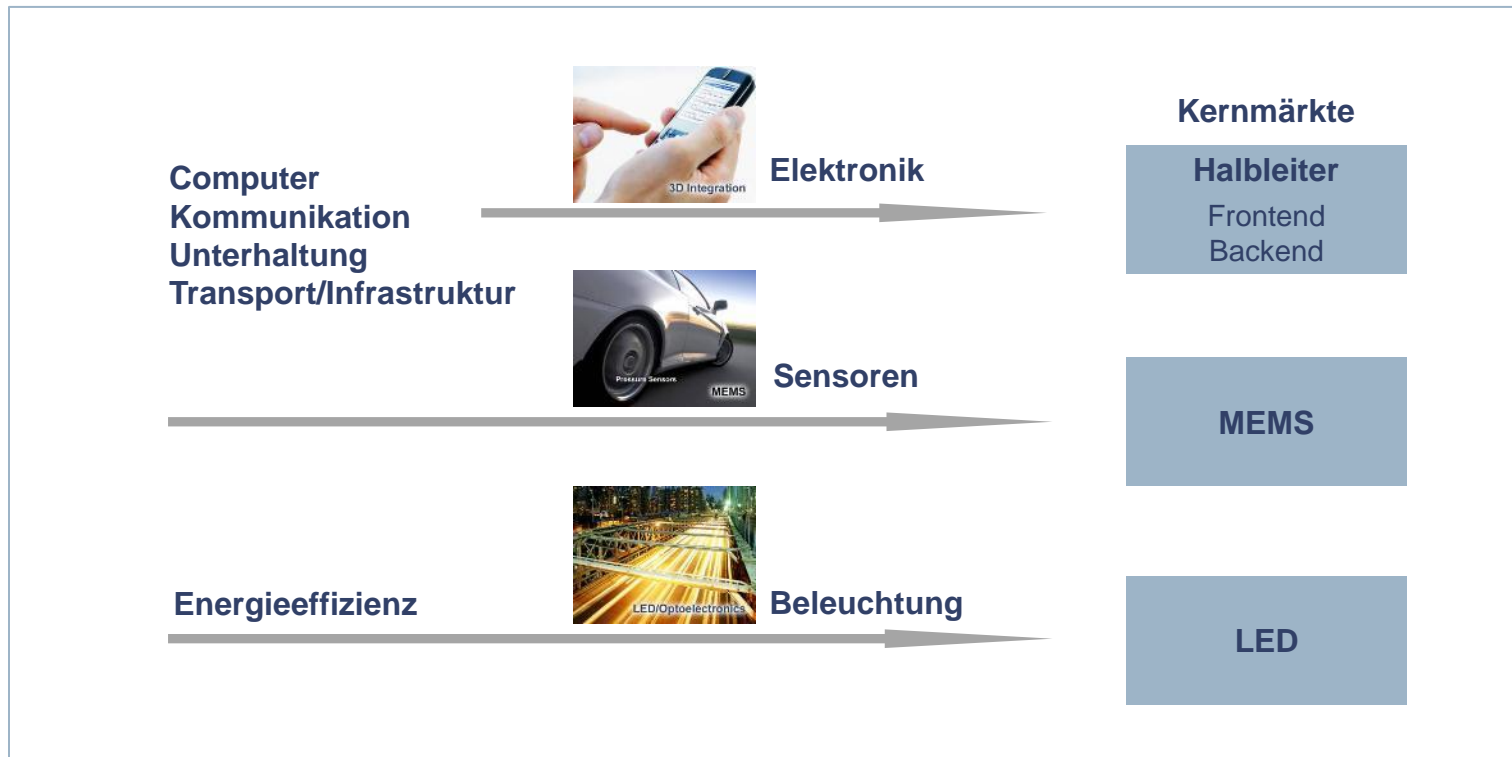 Computer
Kommunikation
Unterhaltung
Transport/Infrastruktur
3D Integration
Elektronik
Kernmärkte
Halbleiter
Frontend
Backend
Pressure Sensors
MEMS
Sensoren
MEMS
Energieeffizienz
LED/Optoelectronics
Beleuchtung
LED